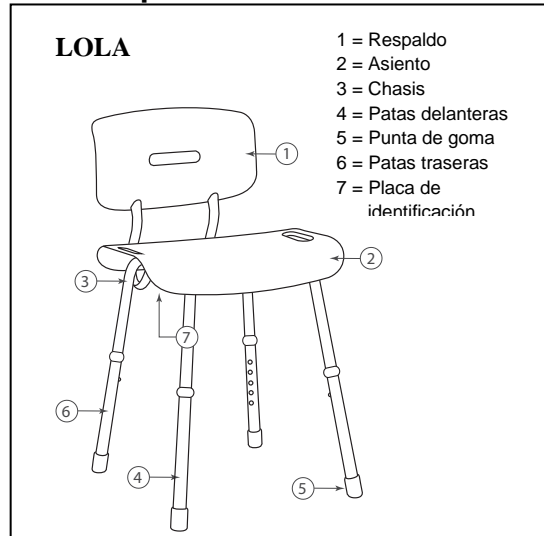 LOLA
1 = Respaldo
2 = Asiento
3 = Chasis
4 = Patas delanteras
5 = Punta de goma
6 = Patas traseras
7 = Placa de
identificación
1
2
3
7
6
4
5